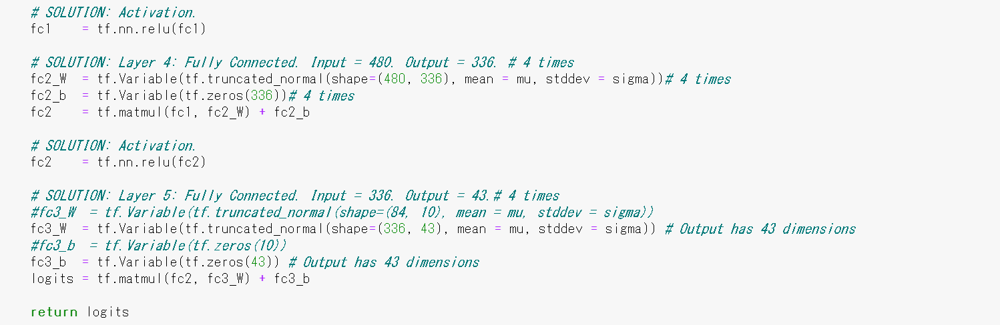 # SOLUTION: Activation.
fc1    = tf.nn.relu(fc1)

# SOLUTION: Layer 4: Fully Connected. Input = 480. Output = 336. # 4 times
fc2_W  = tf.Variable(tf.truncated_normal(shape=(480, 336), mean = mu, stddev = sigma))# 4 times
fc2_b  = tf.Variable(tf.zeros(336))# 4 times
fc2    = tf.matmul(fc1, fc2_W) + fc2_b

# SOLUTION: Activation.
fc2    = tf.nn.relu(fc2)

# SOLUTION: Layer 5: Fully Connected. Input = 336. Output = 43.# 4 times
#fc3_W  = tf.Variable(tf.truncated_normal(shape=(84, 10), mean = mu, stddev = sigma))
fc3_W  = tf.Variable(tf.truncated_normal(shape=(336, 43), mean = mu, stddev = sigma)) # Output has 43 dimensions
#fc3_b  = tf.Variable(tf.zeros(10))
fc3_b  = tf.Variable(tf.zeros(43)) # Output has 43 dimensions
logits = tf.matmul(fc2, fc3_W) + fc3_b

return logits